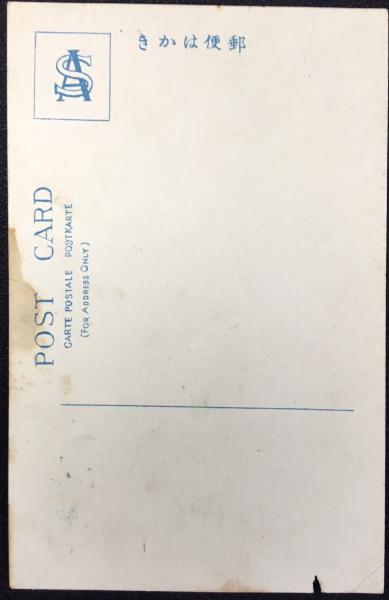 きかは便郵
POST CARD
CARTE POSTALE POSTKARTE
(FOR ADDRESS ONLY)